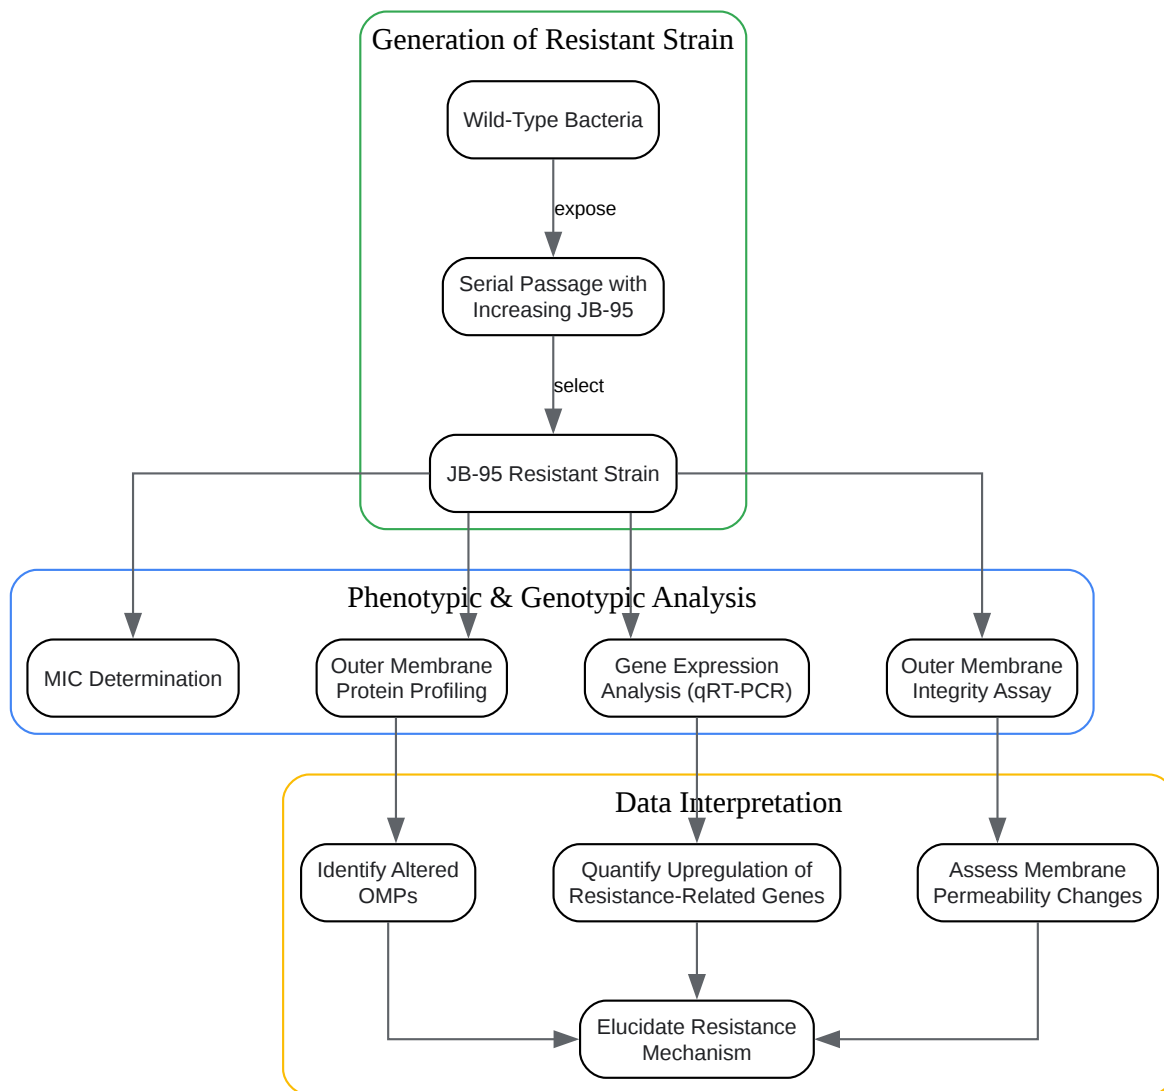 Generation of Resistant Strain
Wild-Type Bacteria
expose
Serial Passage with
Increasing JB-95
select
JB-95 Resistant Strain
Phenotypic & Genotypic Analysis
MIC Determination
Outer Membrane
Protein Profiling
Gene Expression
Analysis (qRT-PCR)
Outer Membrane
Integrity Assay
Data Interpretation
Identify Altered
OMPs
Quantify Upregulation of
Resistance-Related Genes
Assess Membrane
Permeability Changes
Elucidate Resistance
Mechanism